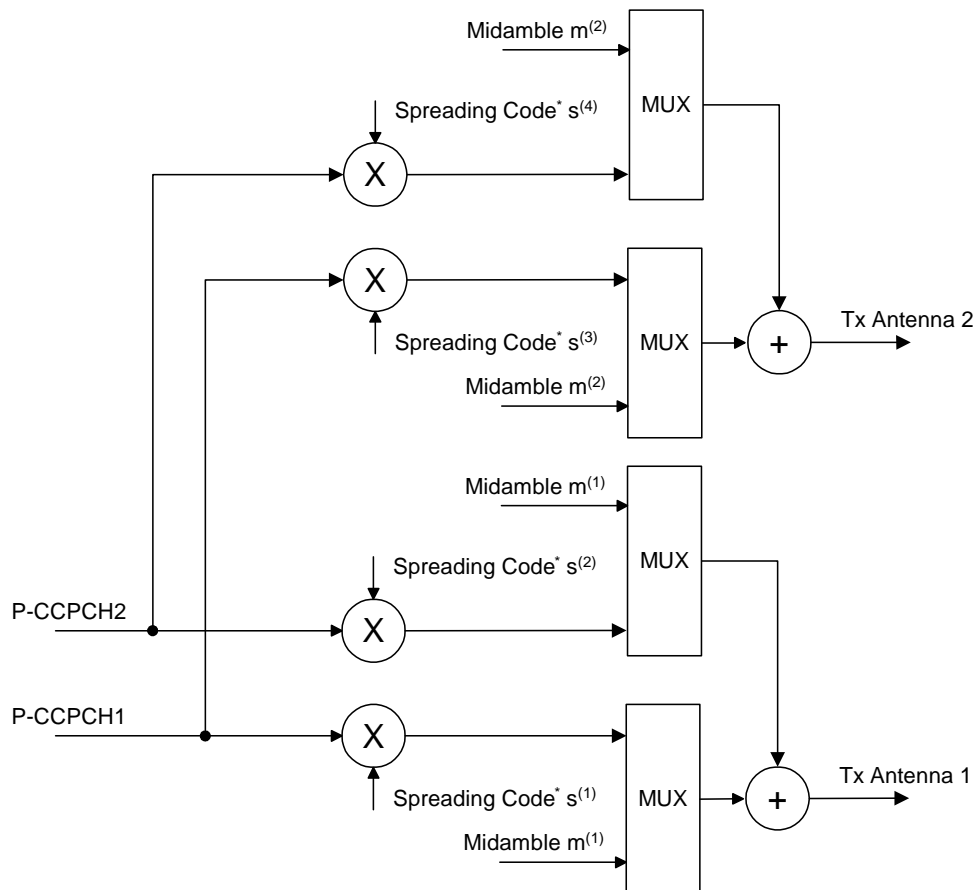 Midamble m⁽²⁾
MUX
Spreading Code* s⁽⁴⁾
X
X
Tx Antenna 2
Spreading Code* s⁽³⁾
MUX
+
Midamble m⁽²⁾
Midamble m⁽¹⁾
Spreading Code* s⁽²⁾
MUX
P-CCPCH2
X
P-CCPCH1
X
Tx Antenna 1
Spreading Code* s⁽¹⁾
MUX
+
Midamble m⁽¹⁾